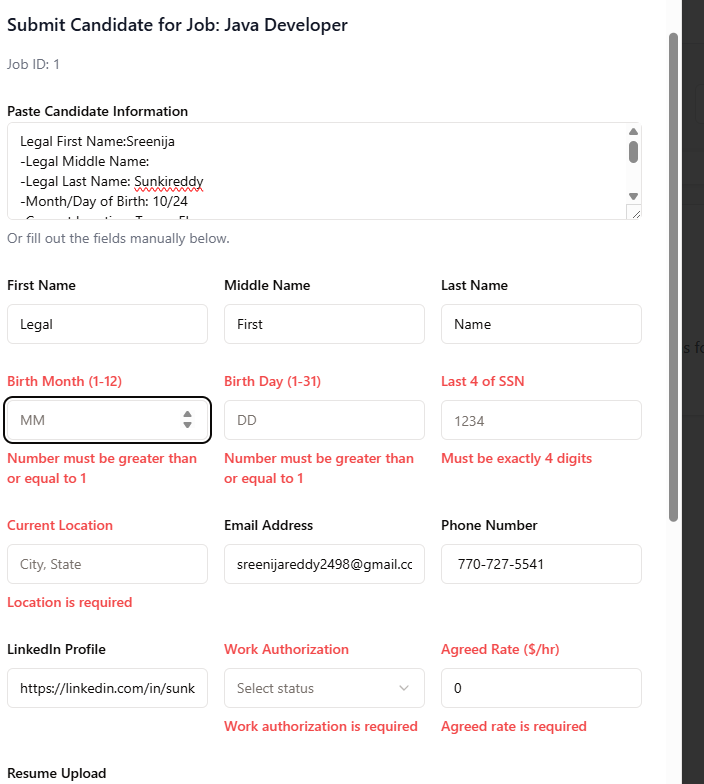 Submit Candidate for Job: Java Developer
Job ID: 1
Paste Candidate Information
Legal First Name:Sreenija
-Legal Middle Name:
-Legal Last Name: Sunkireddy
-Month/Day of Birth: 10/24
Or fill out the fields manually below.
First Name Middle Name Last Name
Legal First Name
Birth Month (1-12) Birth Day (1-31) Last 4 of SSN
MM DD 1234
Number must be greater than Number must be greater than Must be exactly 4 digits
or equal to 1 or equal to 1
Current Location Email Address Phone Number
City, State sreenijareddy2498@gmail.cc 770-727-5541
Location is required
LinkedIn Profile Work Authorization Agreed Rate ($/hr)
https://linkedin.com/in/sunk Select status 0
Work authorization is required Agreed rate is required
Resume Upload